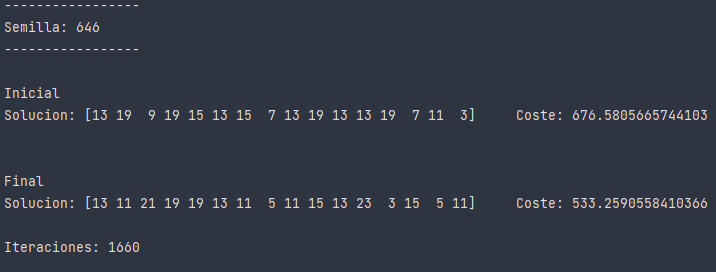 -----------------
Semilla: 646
-----------------
Inicial
Solucion: [13 19  9 19 15 13 15  7 13 19 13 13 19  7 11  3]     Coste: 676.5805665744103
Final
Solucion: [13 11 21 19 19 13 11  5 11 15 13 23  3 15  5 11]     Coste: 533.2590558410366
Iteraciones: 1660